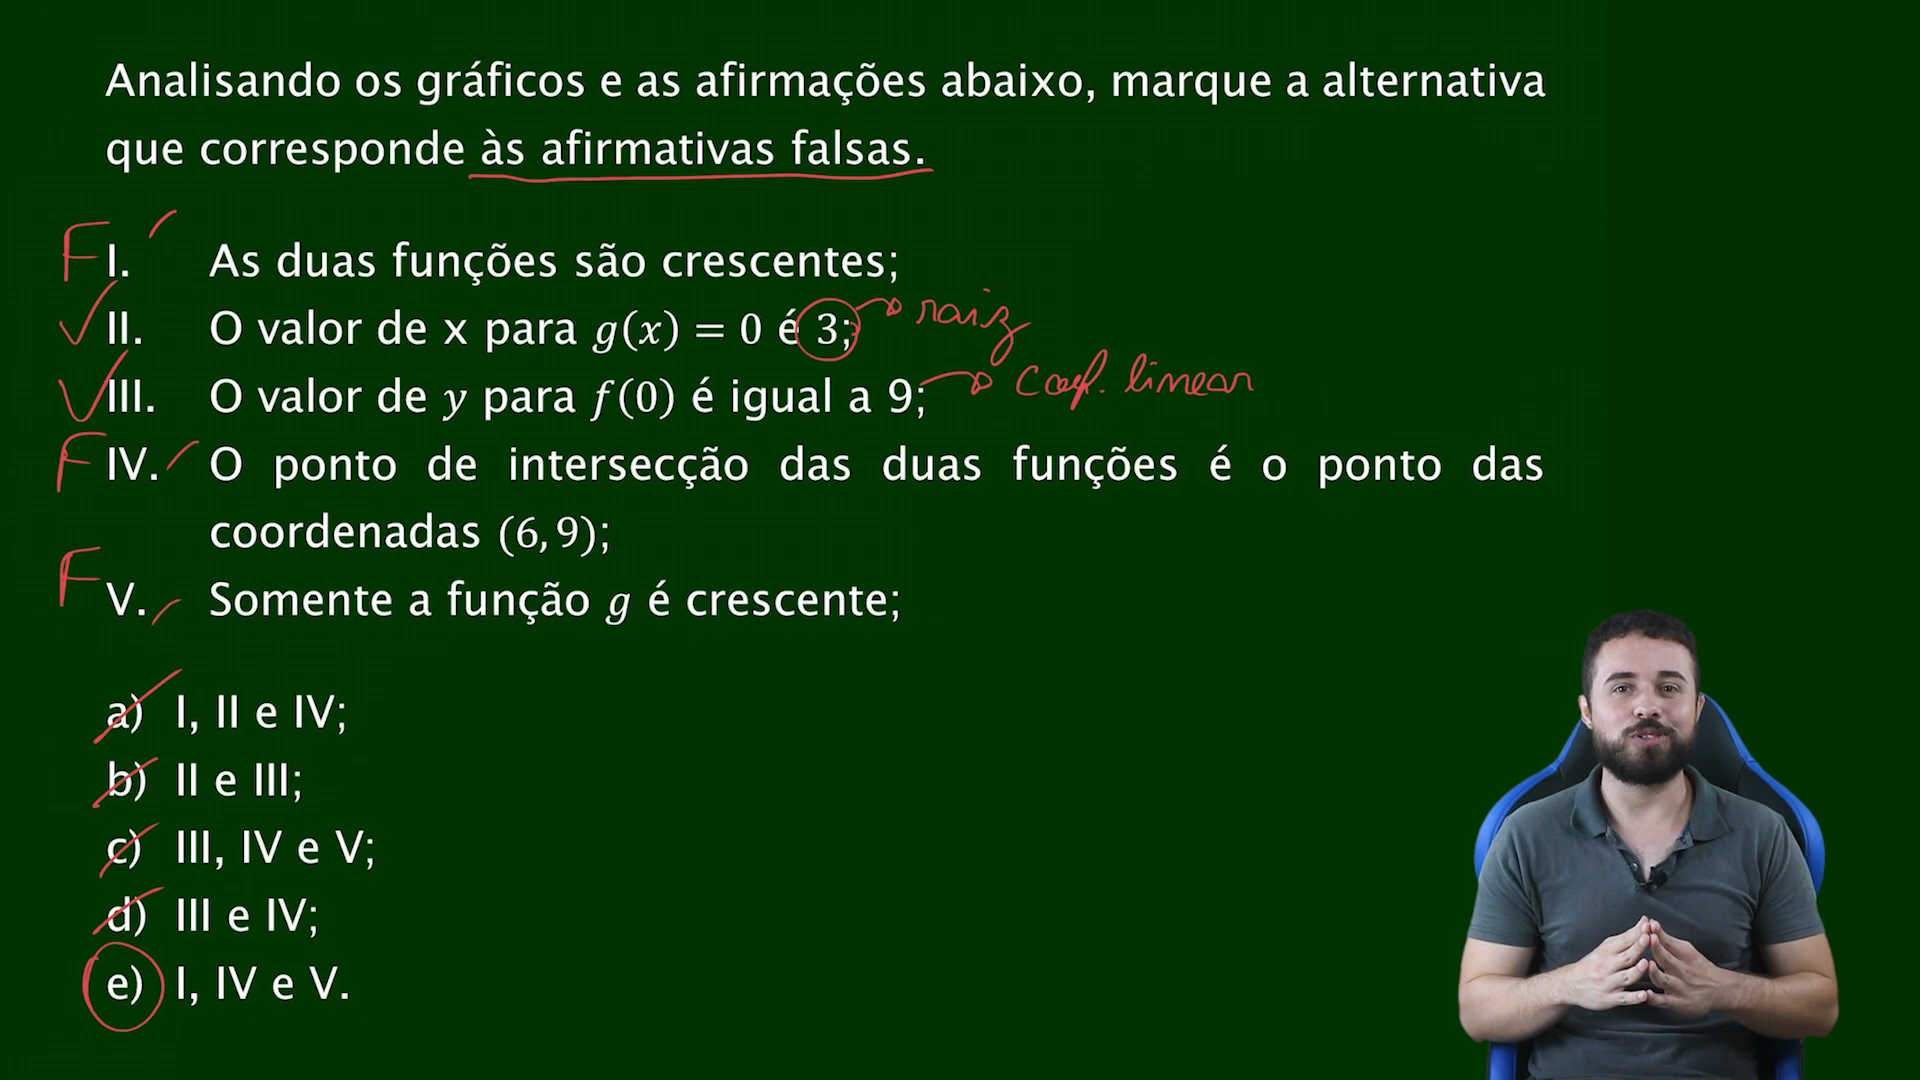 Analisando os gráficos e as afirmações abaixo, marque a alternativa
que corresponde às afirmativas falsas.
F I. As duas funções são crescentes;
II. O valor de x para g(x) = 0 é 3; raiz
III. O valor de y para f(0) é igual a 9; coef. linear
F IV. O ponto de intersecção das duas funções é o ponto das
coordenadas (6, 9);
F V. Somente a função g é crescente;
a) I, II e IV;
b) II e III;
c) III, IV e V;
d) III e IV;
e) I, IV e V.